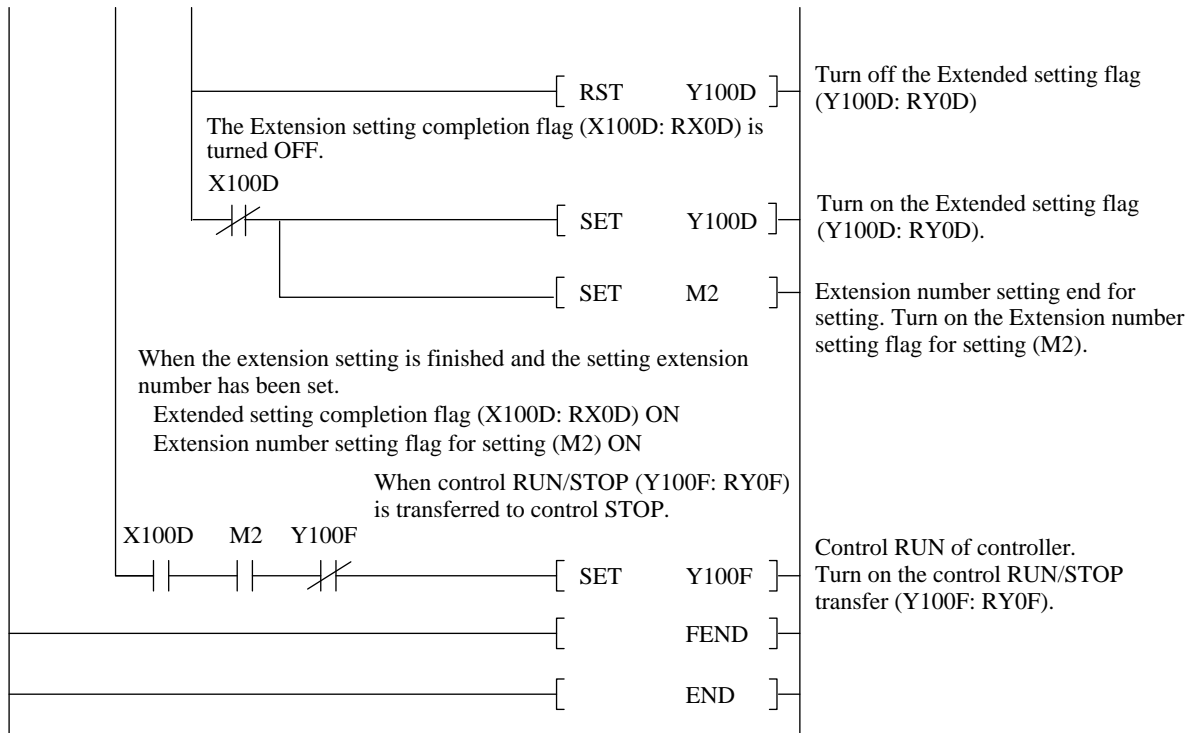 RST Y100D
Turn off the Extended setting flag
(Y100D: RY0D)
The Extension setting completion flag (X100D: RX0D) is
turned OFF.
X100D
SET Y100D
Turn on the Extended setting flag
(Y100D: RY0D).
SET M2
Extension number setting end for
setting. Turn on the Extension number
setting flag for setting (M2).
When the extension setting is finished and the setting extension
number has been set.
Extended setting completion flag (X100D: RX0D) ON
Extension number setting flag for setting (M2) ON
When control RUN/STOP (Y100F: RY0F)
is transferred to control STOP.
X100D M2 Y100F
SET Y100F
Control RUN of controller.
Turn on the control RUN/STOP
transfer (Y100F: RY0F).
FEND
END